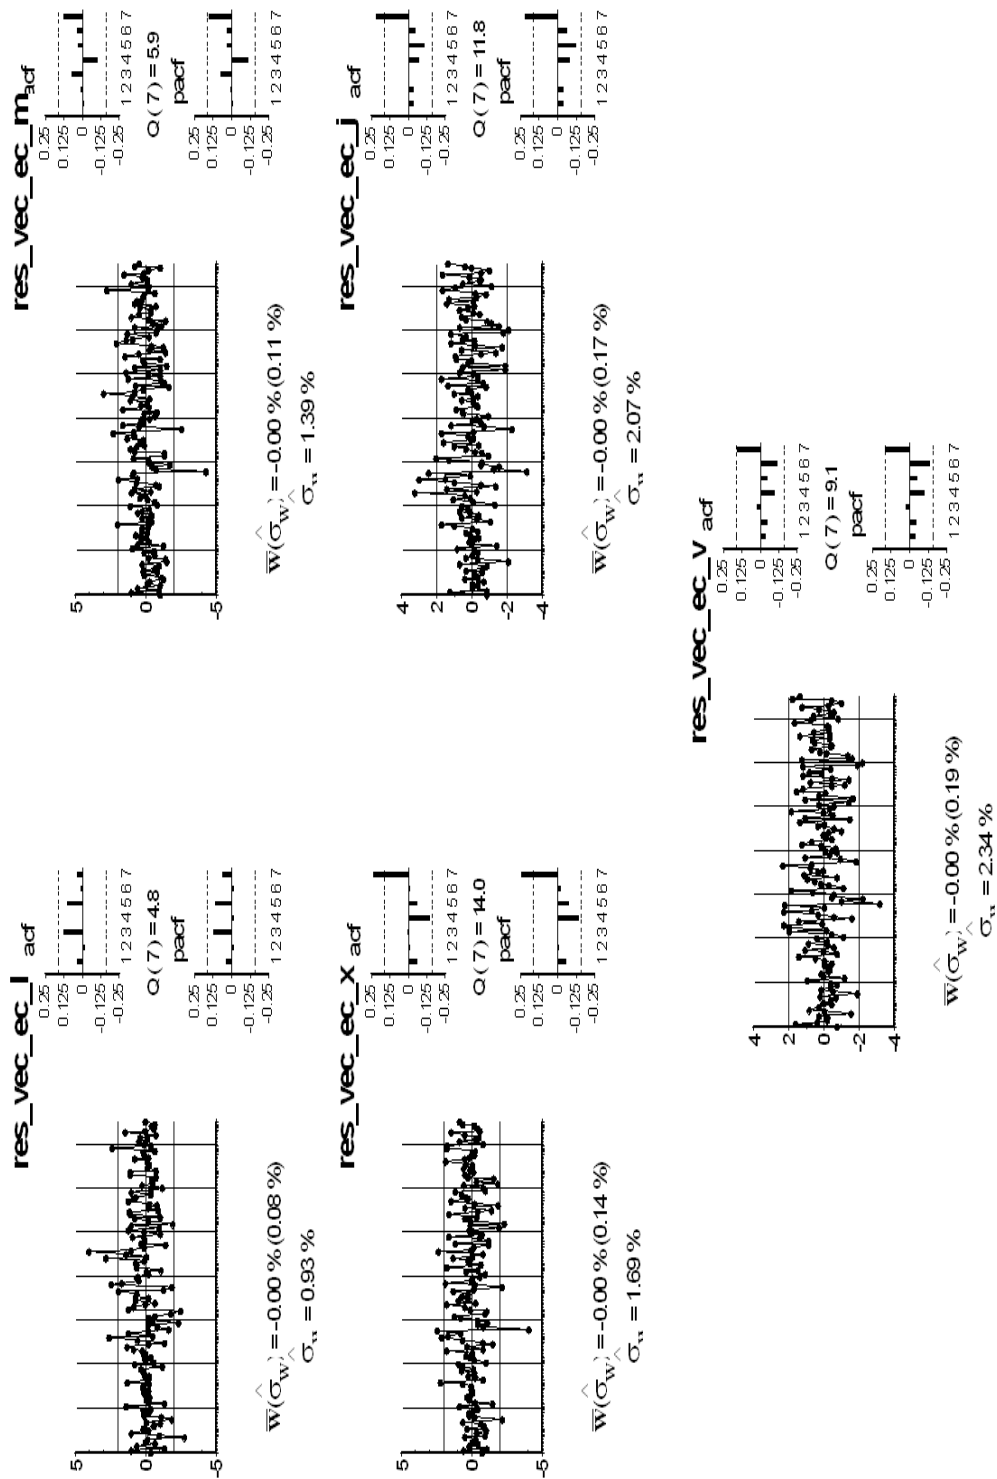 res_vec_ec_l
acf
0.25
0.125
0
-0.125
-0.25
1 2 3 4 5 6 7
Q(7) = 4.8
pacf
0.25
0.125
0
-0.125
-0.25
1 2 3 4 5 6 7
5
0
-5
w̄(σ̂w̄) = -0.00 % (0.08 %)
σ̂w = 0.93 %
res_vec_ec_m
acf
0.25
0.125
0
-0.125
-0.25
1 2 3 4 5 6 7
Q(7) = 5.9
pacf
0.25
0.125
0
-0.125
-0.25
1 2 3 4 5 6 7
5
0
-5
w̄(σ̂w̄) = -0.00 % (0.11 %)
σ̂w = 1.39 %
res_vec_ec_x
acf
0.25
0.125
0
-0.125
-0.25
1 2 3 4 5 6 7
Q(7) = 14.0
pacf
0.25
0.125
0
-0.125
-0.25
1 2 3 4 5 6 7
5
0
-5
w̄(σ̂w̄) = -0.00 % (0.14 %)
σ̂w = 1.69 %
res_vec_ec_j
acf
0.25
0.125
0
-0.125
-0.25
1 2 3 4 5 6 7
Q(7) = 11.8
pacf
0.25
0.125
0
-0.125
-0.25
1 2 3 4 5 6 7
4
2
0
-2
-4
w̄(σ̂w̄) = -0.00 % (0.17 %)
σ̂w = 2.07 %
res_vec_ec_v
acf
0.25
0.125
0
-0.125
-0.25
1 2 3 4 5 6 7
Q(7) = 9.1
pacf
0.25
0.125
0
-0.125
-0.25
1 2 3 4 5 6 7
4
2
0
-2
-4
w̄(σ̂w̄) = -0.00 % (0.19 %)
σ̂w = 2.34 %